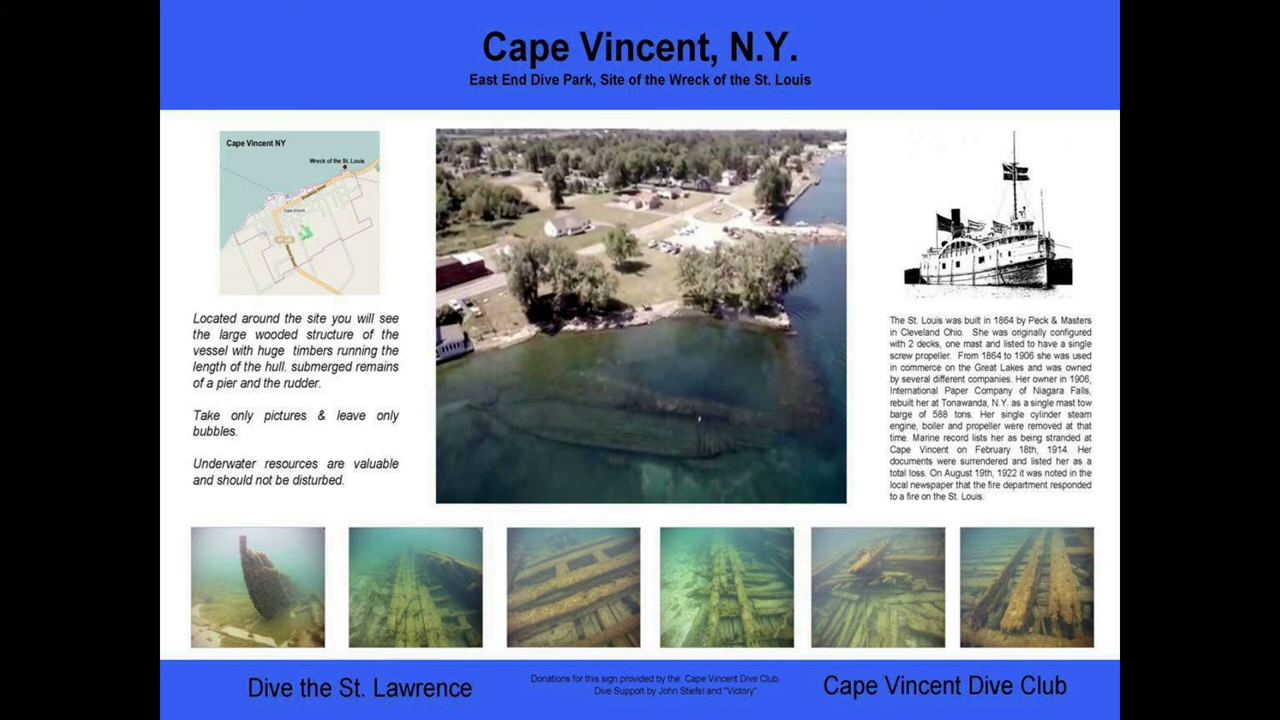 Cape Vincent, N.Y.
East End Dive Park, Site of the Wreck of the St. Louis
Cape Vincent NY
Wreck of the St. Louis
Cape Vincent
Located around the site you will see
the large wooded structure of the
vessel with huge timbers running the
length of the hull. submerged remains
of a pier and the rudder.
Take only pictures & leave only
bubbles.
Underwater resources are valuable
and should not be disturbed.
The St. Louis was built in 1864 by Peck & Masters
in Cleveland Ohio. She was originally configured
with 2 decks, one mast and listed to have a single
screw propeller. From 1864 to 1906 she was used
in commerce on the Great Lakes and was owned
by several different companies. Her owner in 1906,
International Paper Company of Niagara Falls,
rebuilt her at Tonawanda, N.Y. as a single mast tow
barge of 588 tons. Her single cylinder steam
engine, boiler and propeller were removed at that
time. Marine record lists her as being stranded at
Cape Vincent on February 18th, 1914. Her
documents were surrendered and listed her as a
total loss. On August 19th, 1922 it was noted in the
local newspaper that the fire department responded
to a fire on the St. Louis.
Dive the St. Lawrence
Donations for this sign provided by the Cape Vincent Dive Club.
Dive Support by John Stiefel and "Victory"
Cape Vincent Dive Club